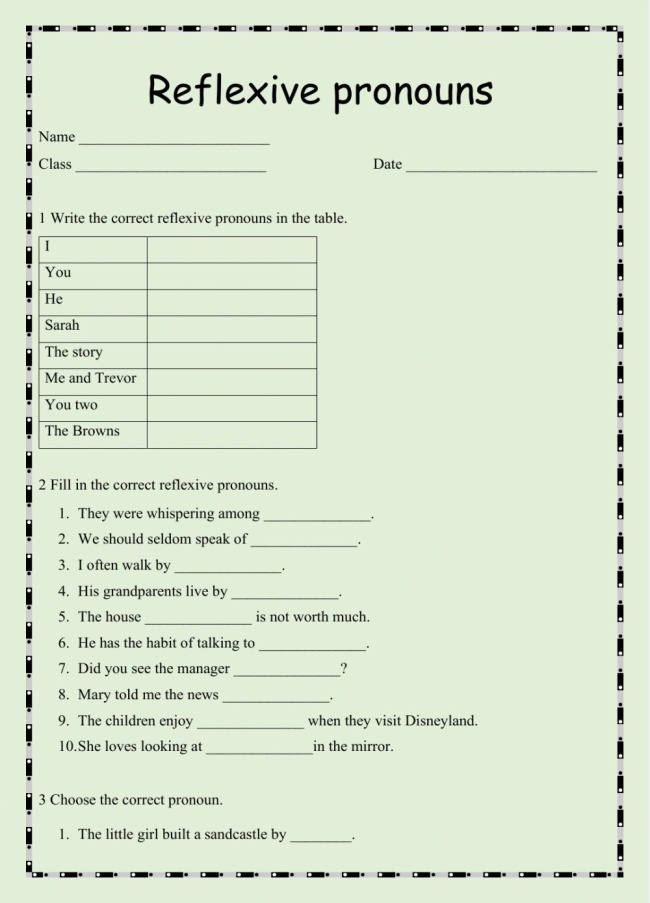 Reflexive pronouns
Name _________________________
Class _________________________ Date _________________________
1 Write the correct reflexive pronouns in the table.
I
You
He
Sarah
The story
Me and Trevor
You two
The Browns
2 Fill in the correct reflexive pronouns.
1. They were whispering among ______________.
2. We should seldom speak of ______________.
3. I often walk by ______________.
4. His grandparents live by ______________.
5. The house ______________ is not worth much.
6. He has the habit of talking to ______________.
7. Did you see the manager ______________?
8. Mary told me the news ______________.
9. The children enjoy ______________ when they visit Disneyland.
10.She loves looking at ______________in the mirror.
3 Choose the correct pronoun.
1. The little girl built a sandcastle by ________.